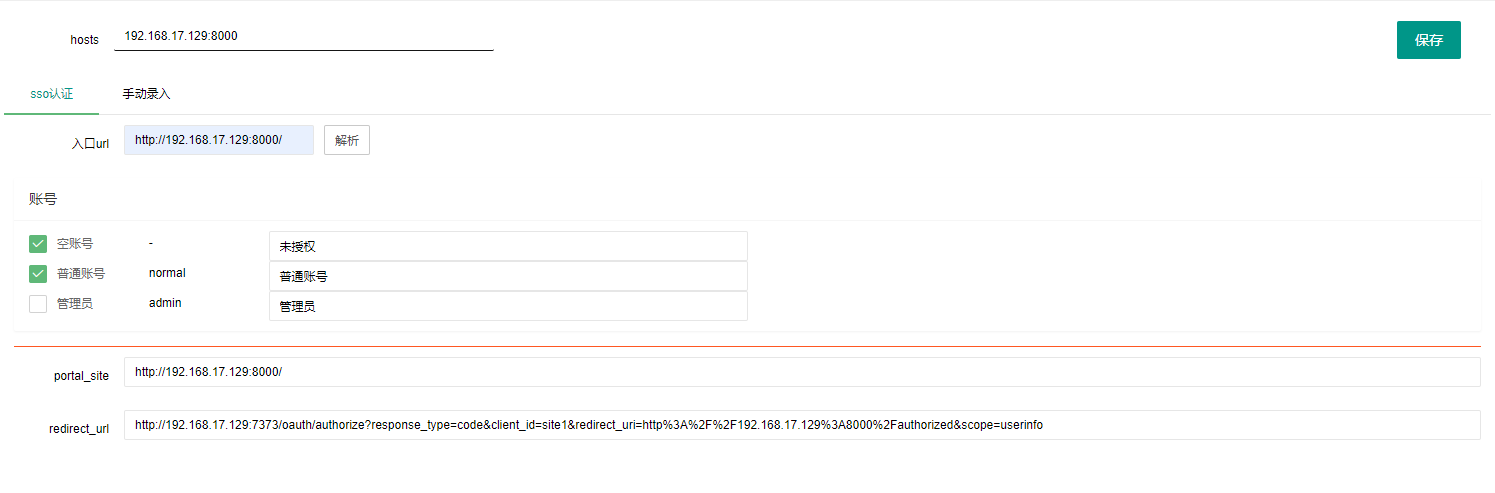 hosts 192.168.17.129:8000 保存
sso认证 手动录入
入口url http://192.168.17.129:8000/ 解析
账号
空账号 - 未授权
普通账号 normal 普通账号
管理员 admin 管理员
portal_site http://192.168.17.129:8000/
redirect_url http://192.168.17.129:7373/oauth/authorize?response_type=code&client_id=site1&redirect_uri=http%3A%2F%2F192.168.17.129%3A8000%2Fauthorized&scope=userinfo